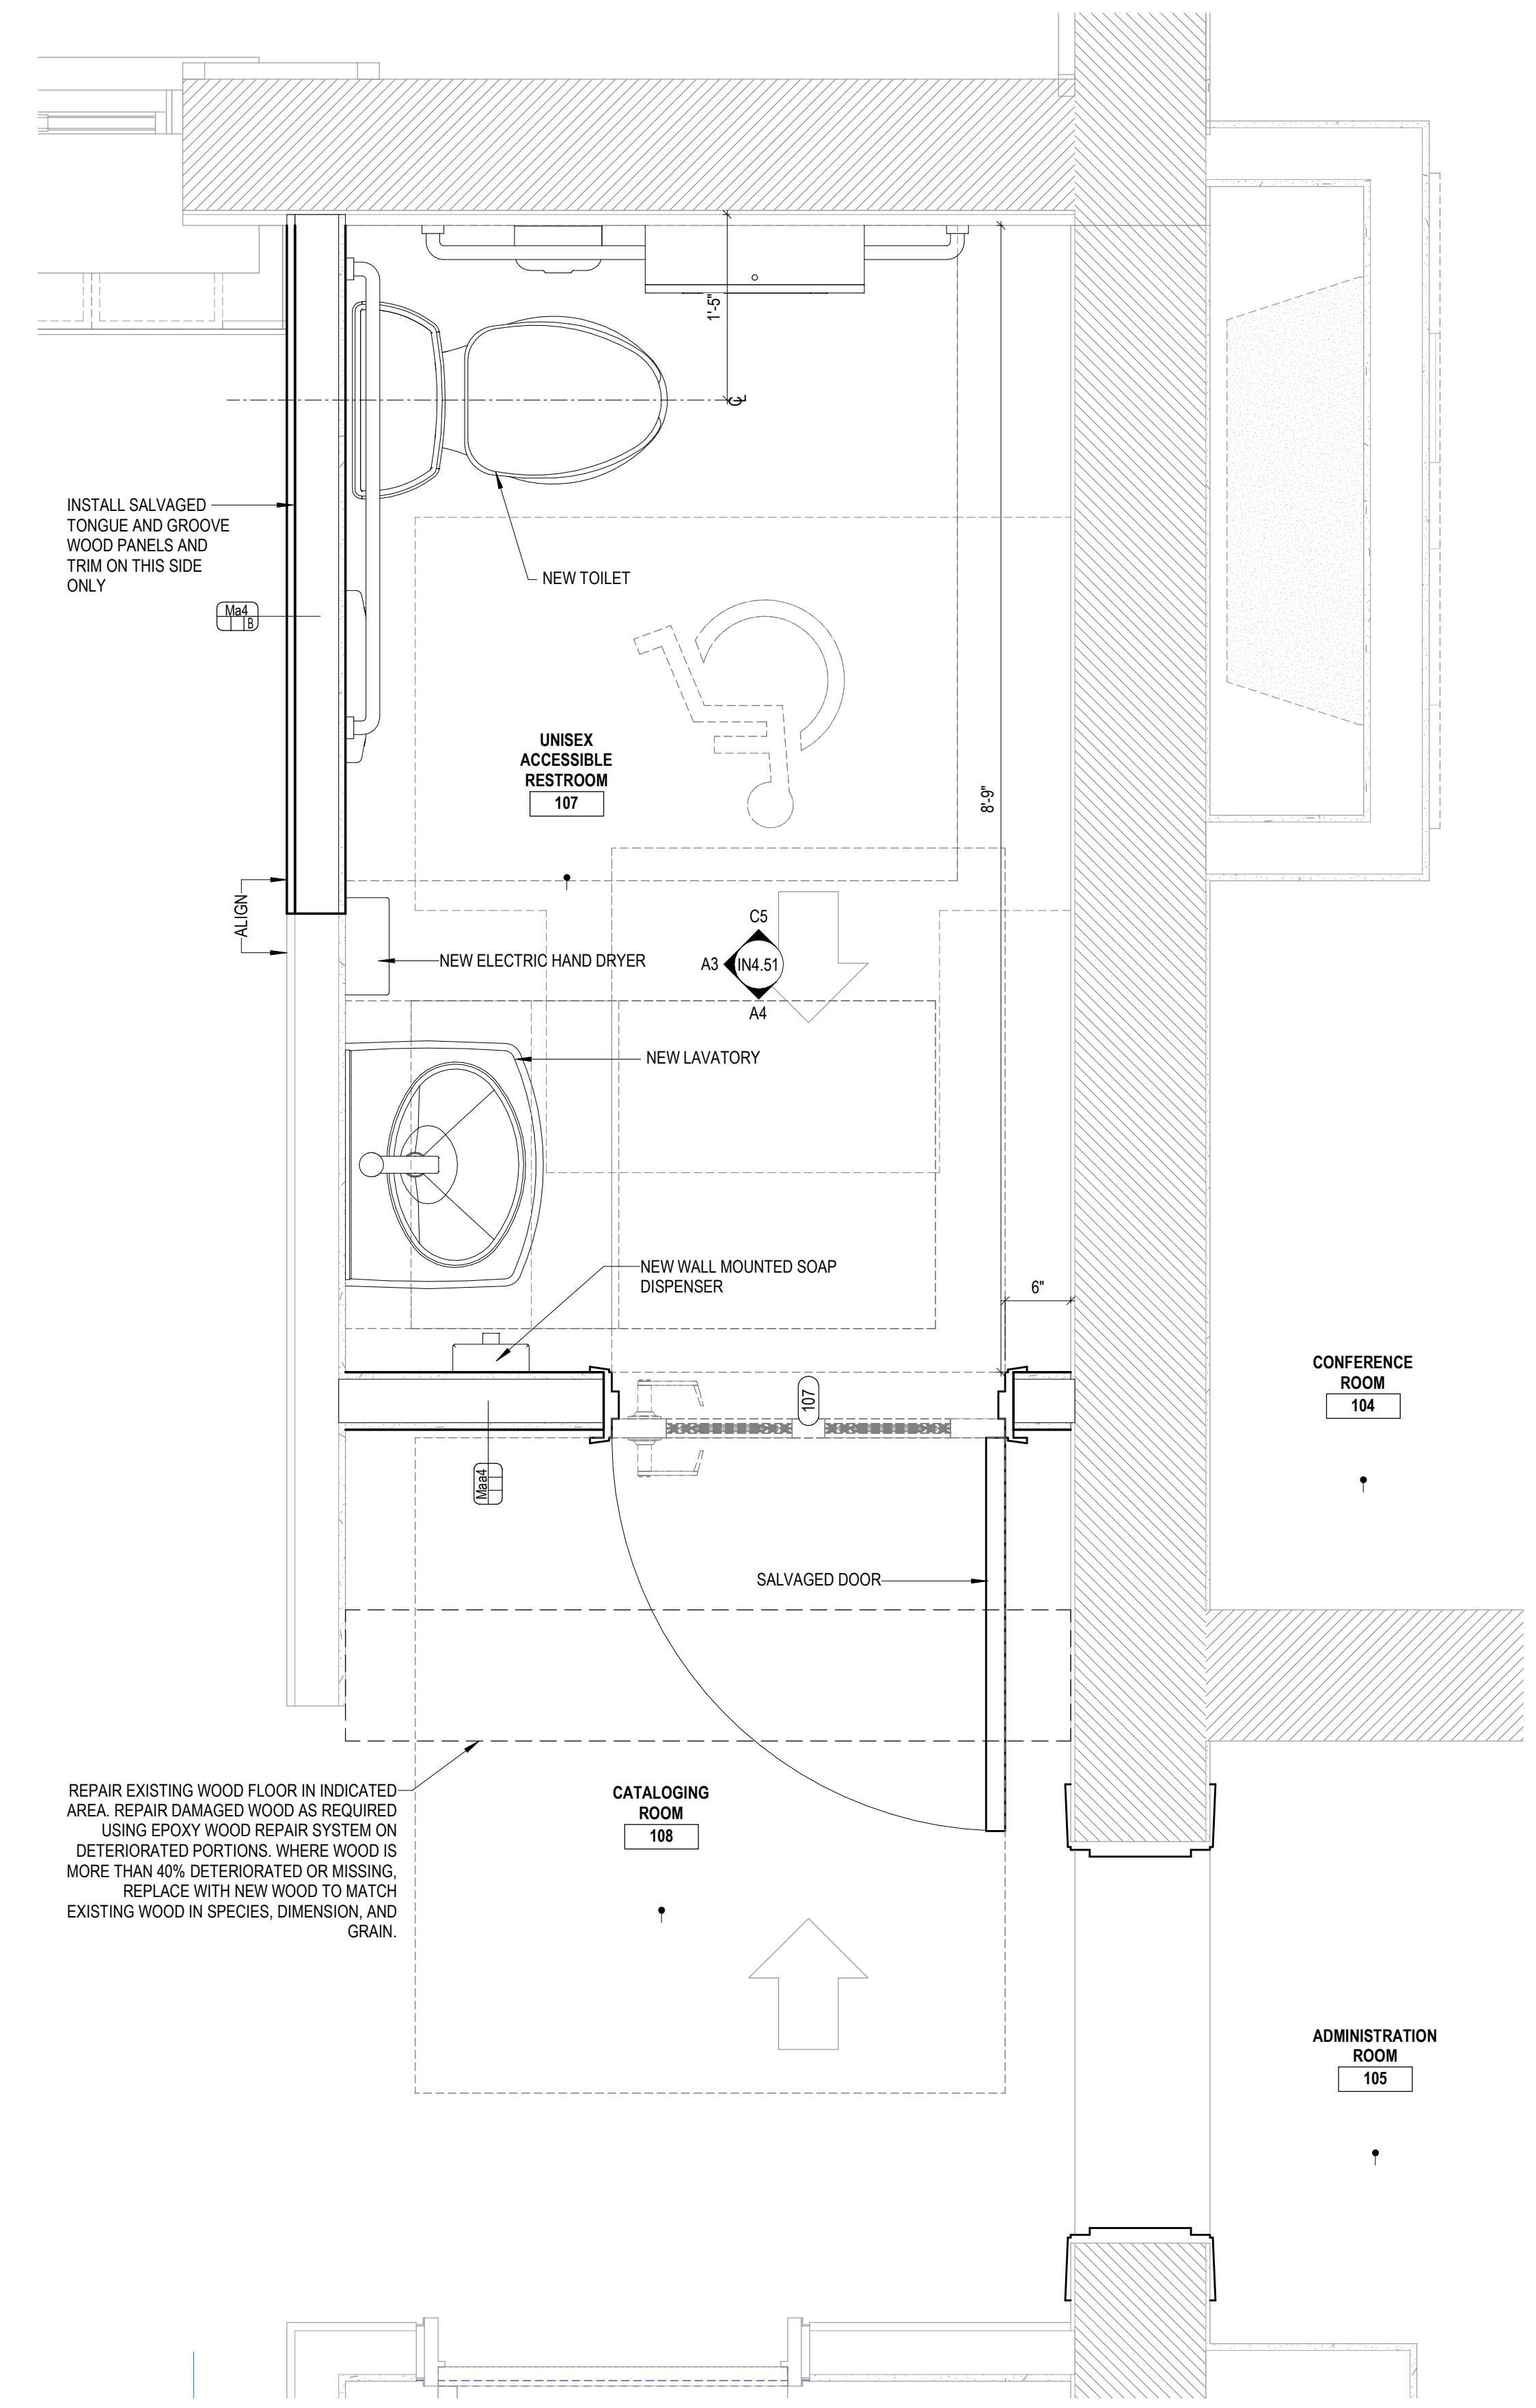 1'-5"
℄
INSTALL SALVAGED
TONGUE AND GROOVE
WOOD PANELS AND
TRIM ON THIS SIDE
ONLY
NEW TOILET
Ma4
B
UNISEX
ACCESSIBLE
RESTROOM
107
8'-9"
ALIGN
C5
A3
IN4.51
A4
NEW ELECTRIC HAND DRYER
NEW LAVATORY
NEW WALL MOUNTED SOAP
DISPENSER
6"
107
CONFERENCE
ROOM
104
Maa4
SALVAGED DOOR
REPAIR EXISTING WOOD FLOOR IN INDICATED
AREA. REPAIR DAMAGED WOOD AS REQUIRED
USING EPOXY WOOD REPAIR SYSTEM ON
DETERIORATED PORTIONS. WHERE WOOD IS
MORE THAN 40% DETERIORATED OR MISSING,
REPLACE WITH NEW WOOD TO MATCH
EXISTING WOOD IN SPECIES, DIMENSION, AND
GRAIN.
CATALOGING
ROOM
108
ADMINISTRATION
ROOM
105